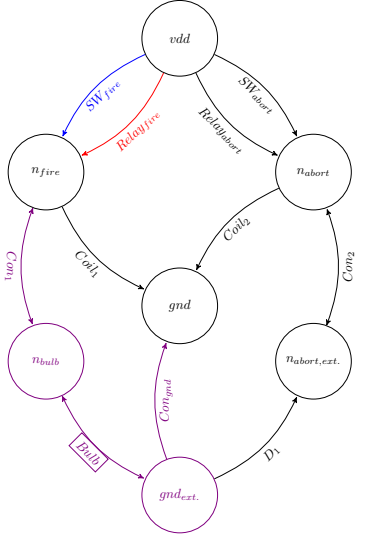 vdd
SW_fire
Relay_fire
Relay_abort
SW_abort
n_fire
n_abort
Coil_1
Coil_2
Con_1
gnd
Con_2
n_bulb
n_abort,ext.
Con_gnd
Bulb
D_1
gnd_ext.